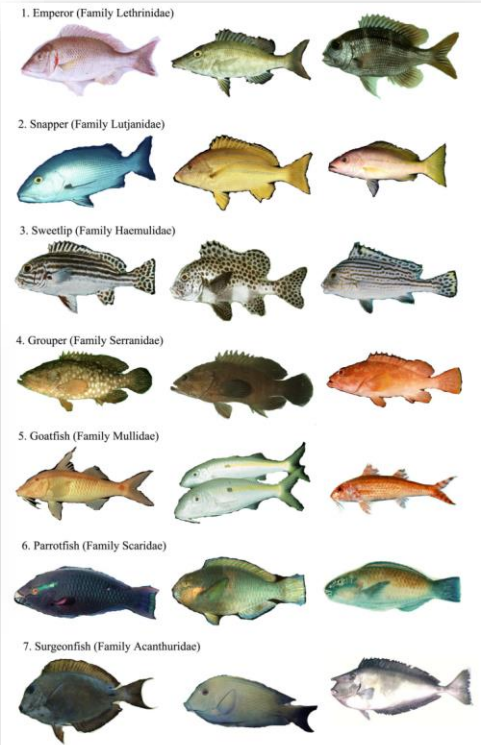 1. Emperor (Family Lethrinidae)
2. Snapper (Family Lutjanidae)
3. Sweetlip (Family Haemulidae)
4. Grouper (Family Serranidae)
5. Goatfish (Family Mullidae)
6. Parrotfish (Family Scaridae)
7. Surgeonfish (Family Acanthuridae)